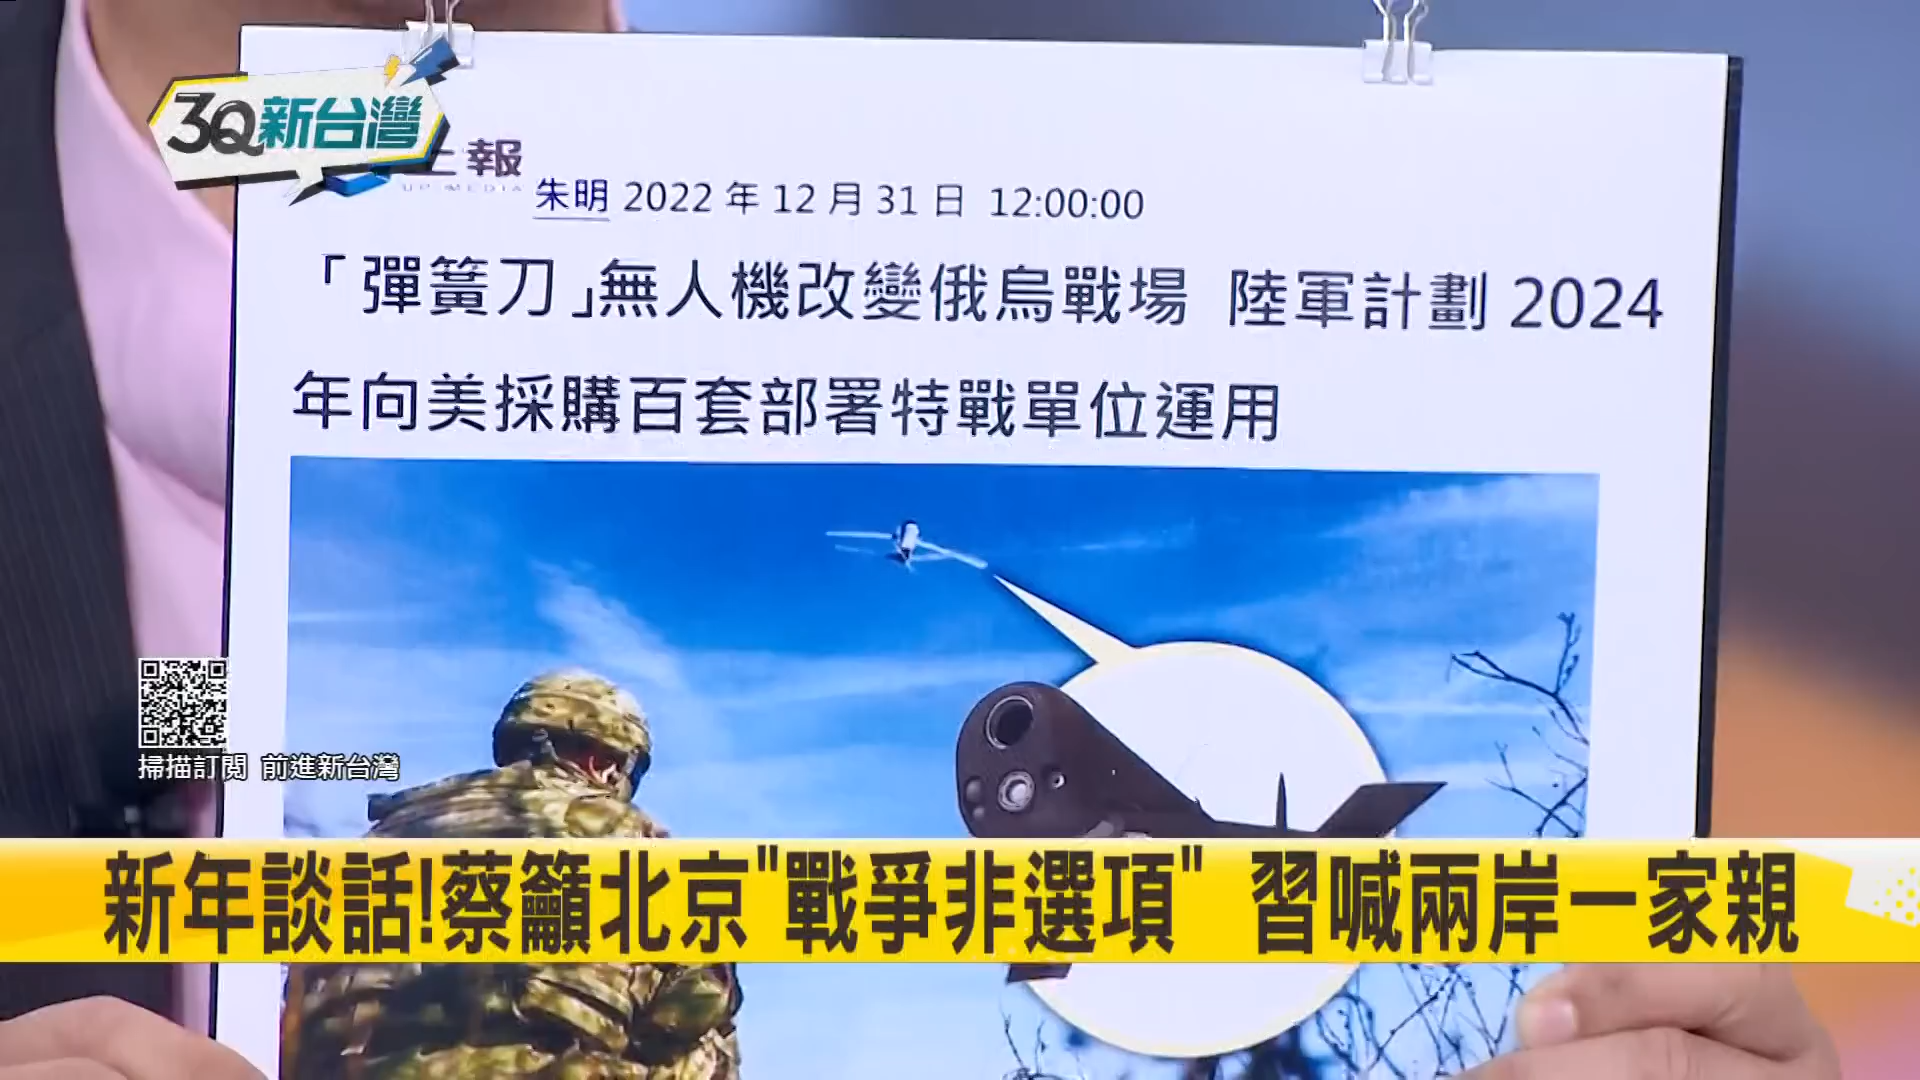 3Q新台灣
上報
UP MEDIA
朱明 2022 年 12 月 31 日 12:00:00
「彈簧刀」無人機改變俄烏戰場 陸軍計劃 2024
年向美採購百套部署特戰單位運用
掃描訂閱 前進新台灣
新年談話!蔡籲北京"戰爭非選項" 習喊兩岸一家親